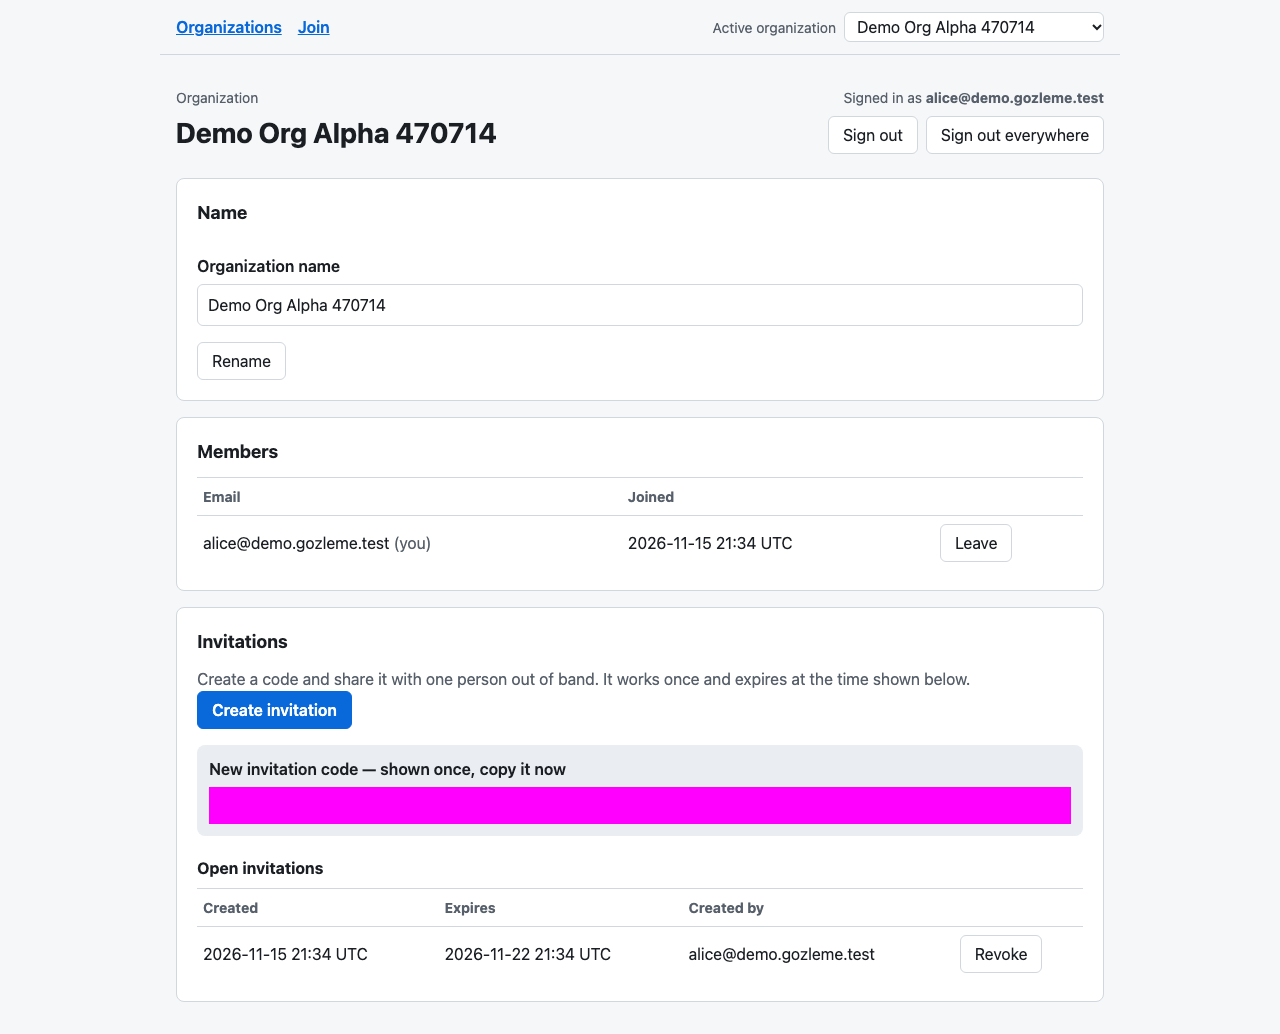 Organizations Join Active organization Demo Org Alpha 470714
Organization
Signed in as alice@demo.gozleme.test
Demo Org Alpha 470714
Sign out Sign out everywhere
Name
Organization name
Demo Org Alpha 470714
Rename
Members
Email Joined
alice@demo.gozleme.test (you) 2026-11-15 21:34 UTC Leave
Invitations
Create a code and share it with one person out of band. It works once and expires at the time shown below.
Create invitation
New invitation code — shown once, copy it now
Open invitations
Created Expires Created by
2026-11-15 21:34 UTC 2026-11-22 21:34 UTC alice@demo.gozleme.test Revoke